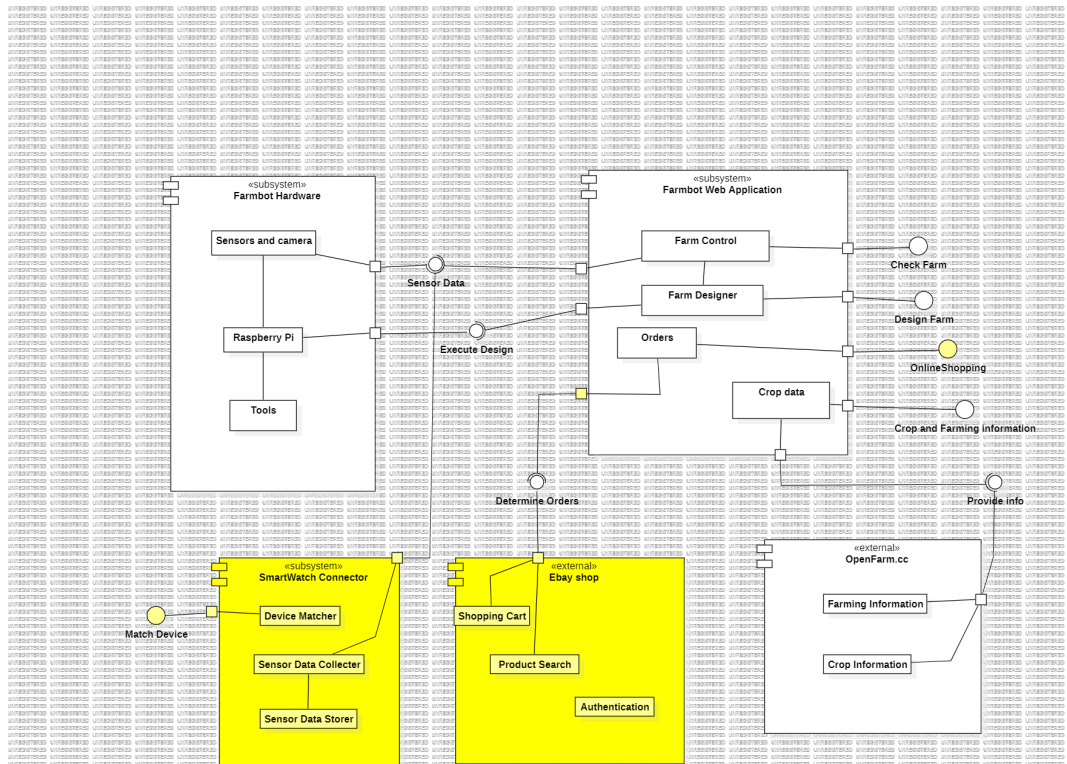 «subsystem»
Farmbot Hardware
Sensors and camera
Raspberry Pi
Tools
Sensor Data
Execute Design
«subsystem»
Farmbot Web Application
Farm Control
Farm Designer
Orders
Crop data
Check Farm
Design Farm
OnlineShopping
Crop and Farming information
Determine Orders
Provide info
«subsystem»
SmartWatch Connector
Device Matcher
Match Device
Sensor Data Collecter
Sensor Data Storer
«external»
Ebay shop
Shopping Cart
Product Search
Authentication
«external»
OpenFarm.cc
Farming Information
Crop Information